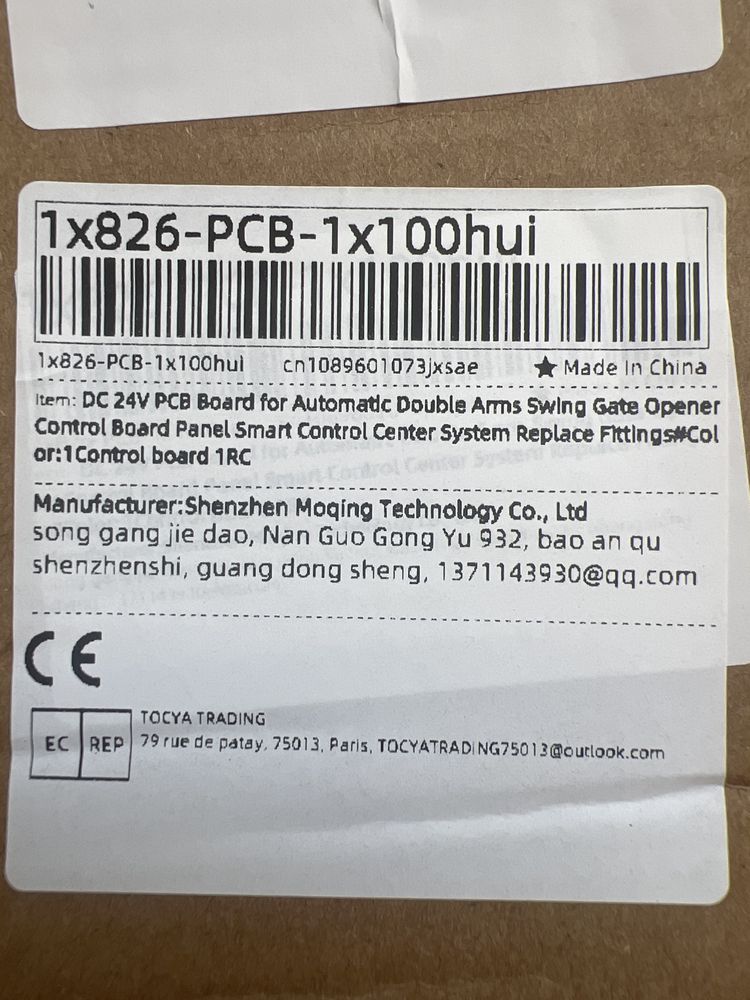 1x826-PCB-1x100hui
1x826-PCB-1x100hui cn1089601073jxsae ★ Made In China
Item: DC 24V PCB Board for Automatic Double Arms Swing Gate Opener
Control Board Panel Smart Control Center System Replace Fittings#Col
or:1Control board 1RC
Manufacturer:Shenzhen Moqing Technology Co., Ltd
song gang jie dao, Nan Guo Gong Yu 932, bao an qu
shenzhenshi, guang dong sheng, 1371143930@qq.com
CE
EC REP
TOCYA TRADING
79 rue de patay, 75013, Paris, TOCYATRADING75013@outlook.com